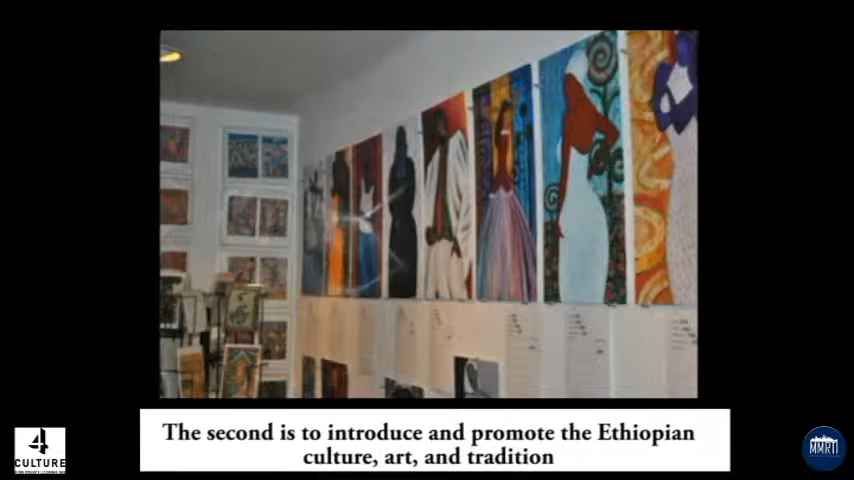 The second is to introduce and promote the Ethiopian
culture, art, and tradition
4
CULTURE
MMRTI